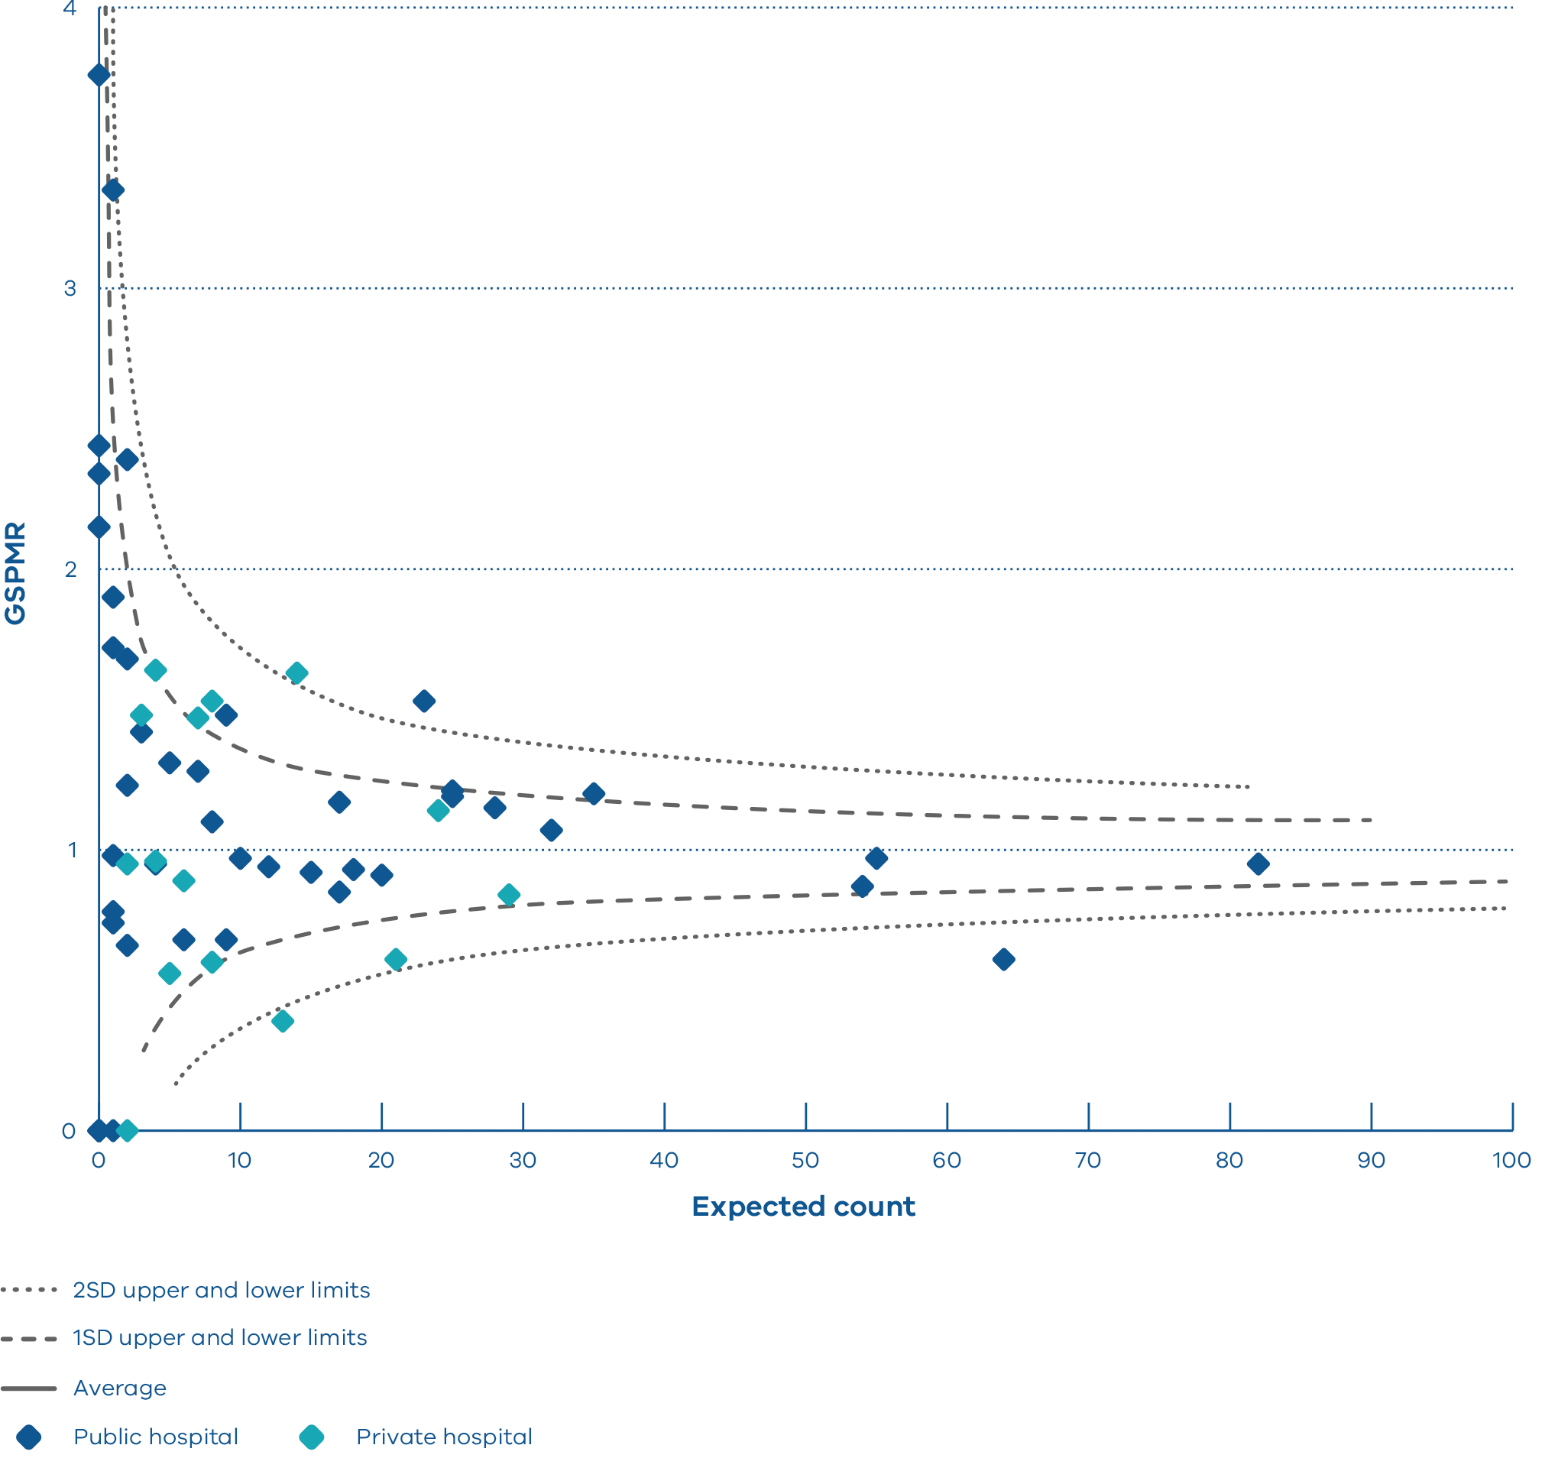 4
3
2
1
0
GSPMR
0 10 20 30 40 50 60 70 80 90 100
Expected count
2SD upper and lower limits
1SD upper and lower limits
Average
Public hospital Private hospital